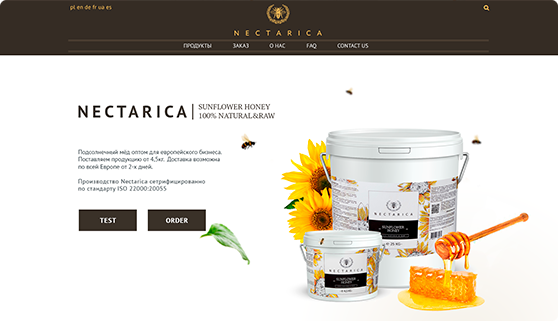 pl en de fr ua es
NECTARICA
ПРОДУКТЫ ЗАКАЗ О НАС FAQ CONTACT US
NECTARICA SUNFLOWER HONEY
100% NATURAL&RAW
Подсолнечный мёд оптом для европейского бизнеса.
Поставляем продукцию от 4,5кг. Доставка возможна
по всей Европе от 2-х дней.
Производство Nectarica сетрифицированно
по стандарту ISO 22000:20055
TEST ORDER
NECTARICA
SUNFLOWER
HONEY
NECTARICA
SUNFLOWER
HONEY